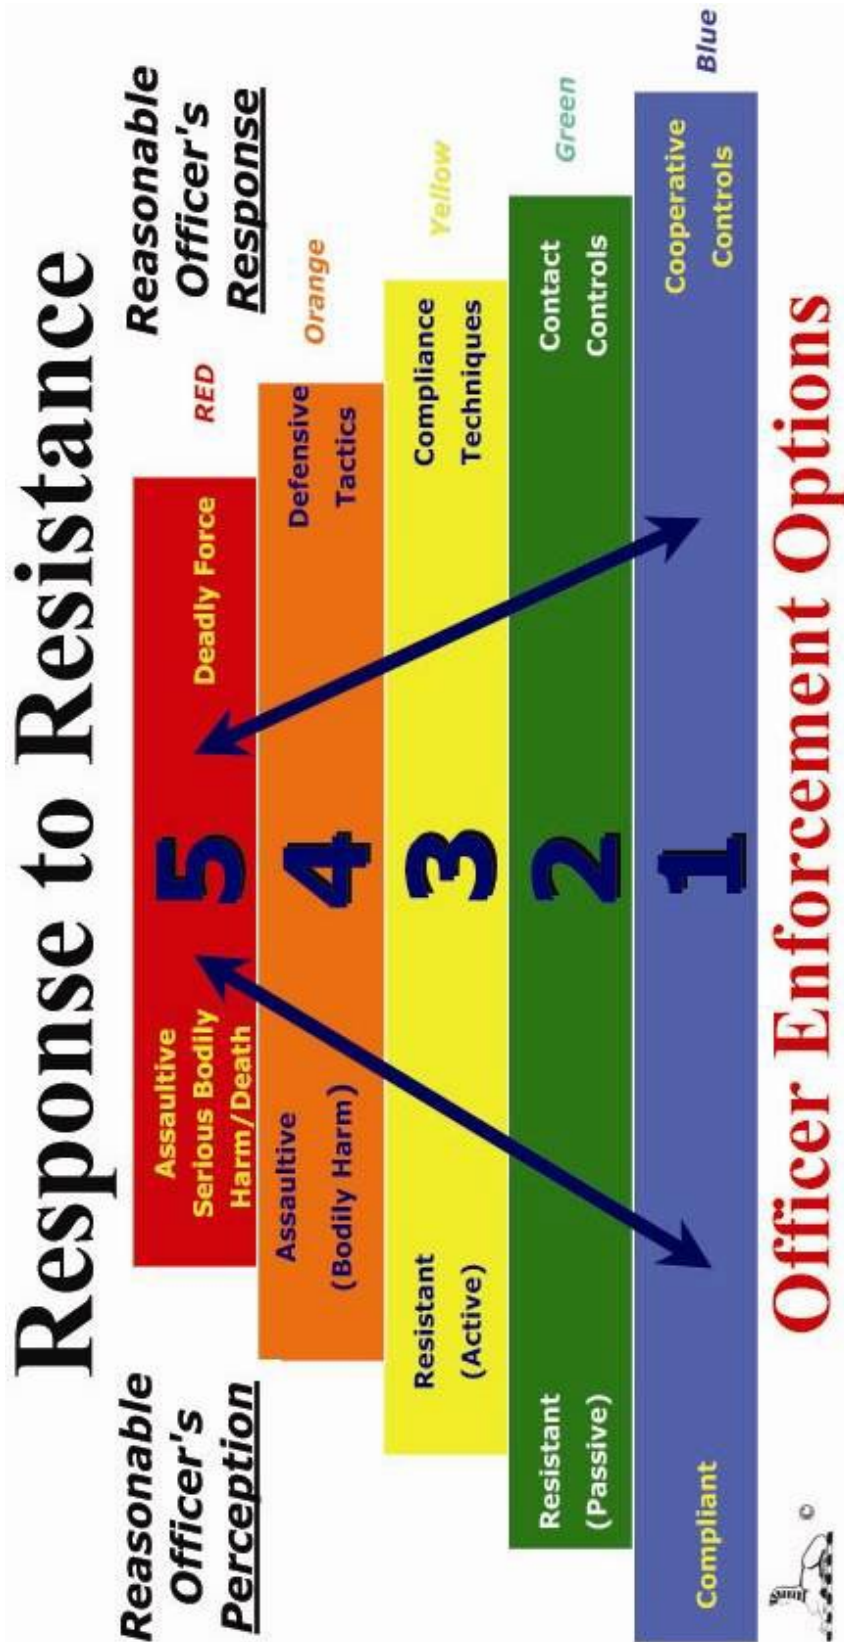 Response to Resistance
Reasonable
Officer's
Perception
Reasonable
Officer's
Response
Assaultive
Serious Bodily
Harm/Death
5
Deadly Force
RED
Assaultive
(Bodily Harm)
4
Defensive
Tactics
Orange
Resistant
(Active)
3
Compliance
Techniques
Yellow
Resistant
(Passive)
2
Contact
Controls
Green
Compliant
1
Cooperative
Controls
Blue
©
Officer Enforcement Options